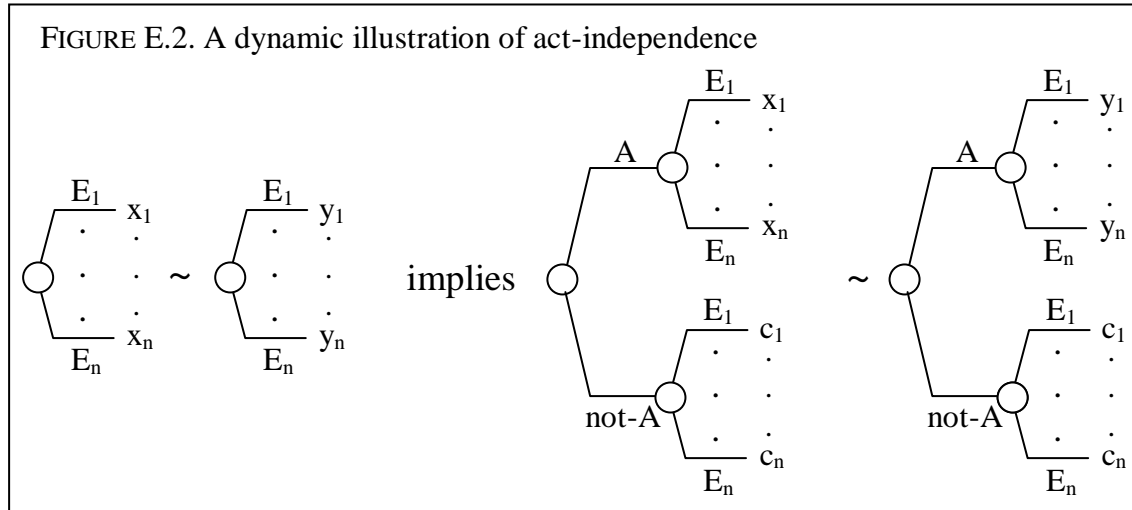 FIGURE E.2. A dynamic illustration of act-independence
E₁ x₁
Eₙ xₙ
~
E₁ y₁
Eₙ yₙ
implies
A
E₁ x₁
Eₙ xₙ
not-A
E₁ c₁
Eₙ cₙ
~
A
E₁ y₁
Eₙ yₙ
not-A
E₁ c₁
Eₙ cₙ